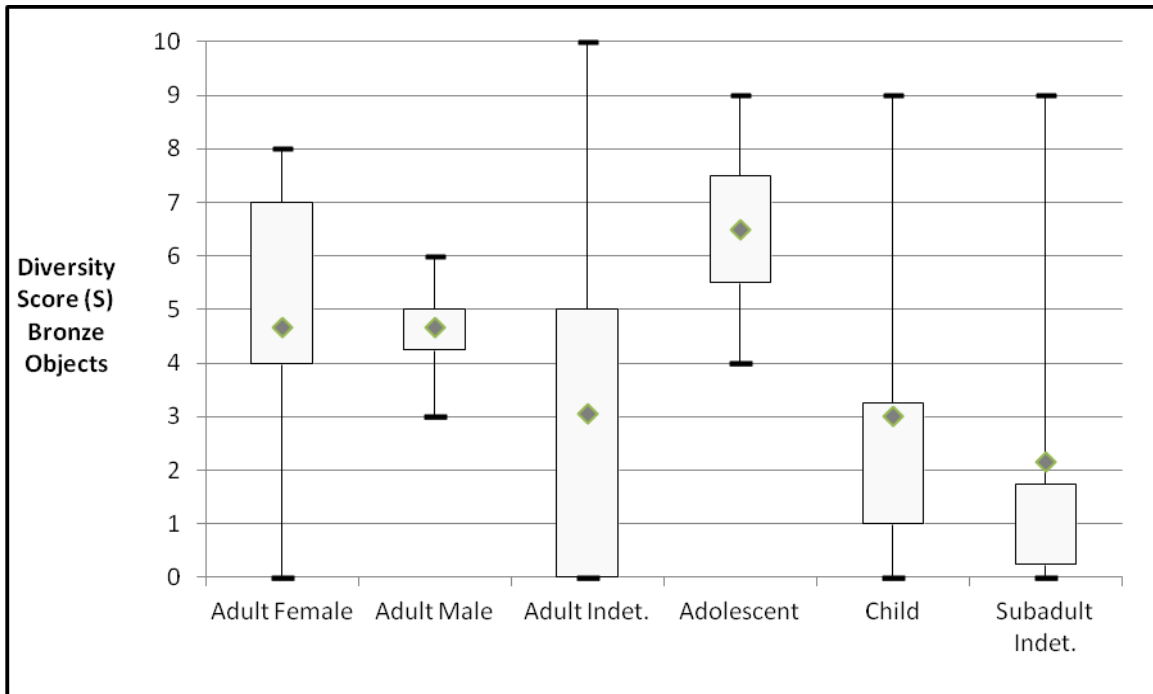 Diversity
Score (S)
Bronze
Objects
10
9
8
7
6
5
4
3
2
1
0
Adult Female Adult Male Adult Indet. Adolescent Child Subadult
Indet.